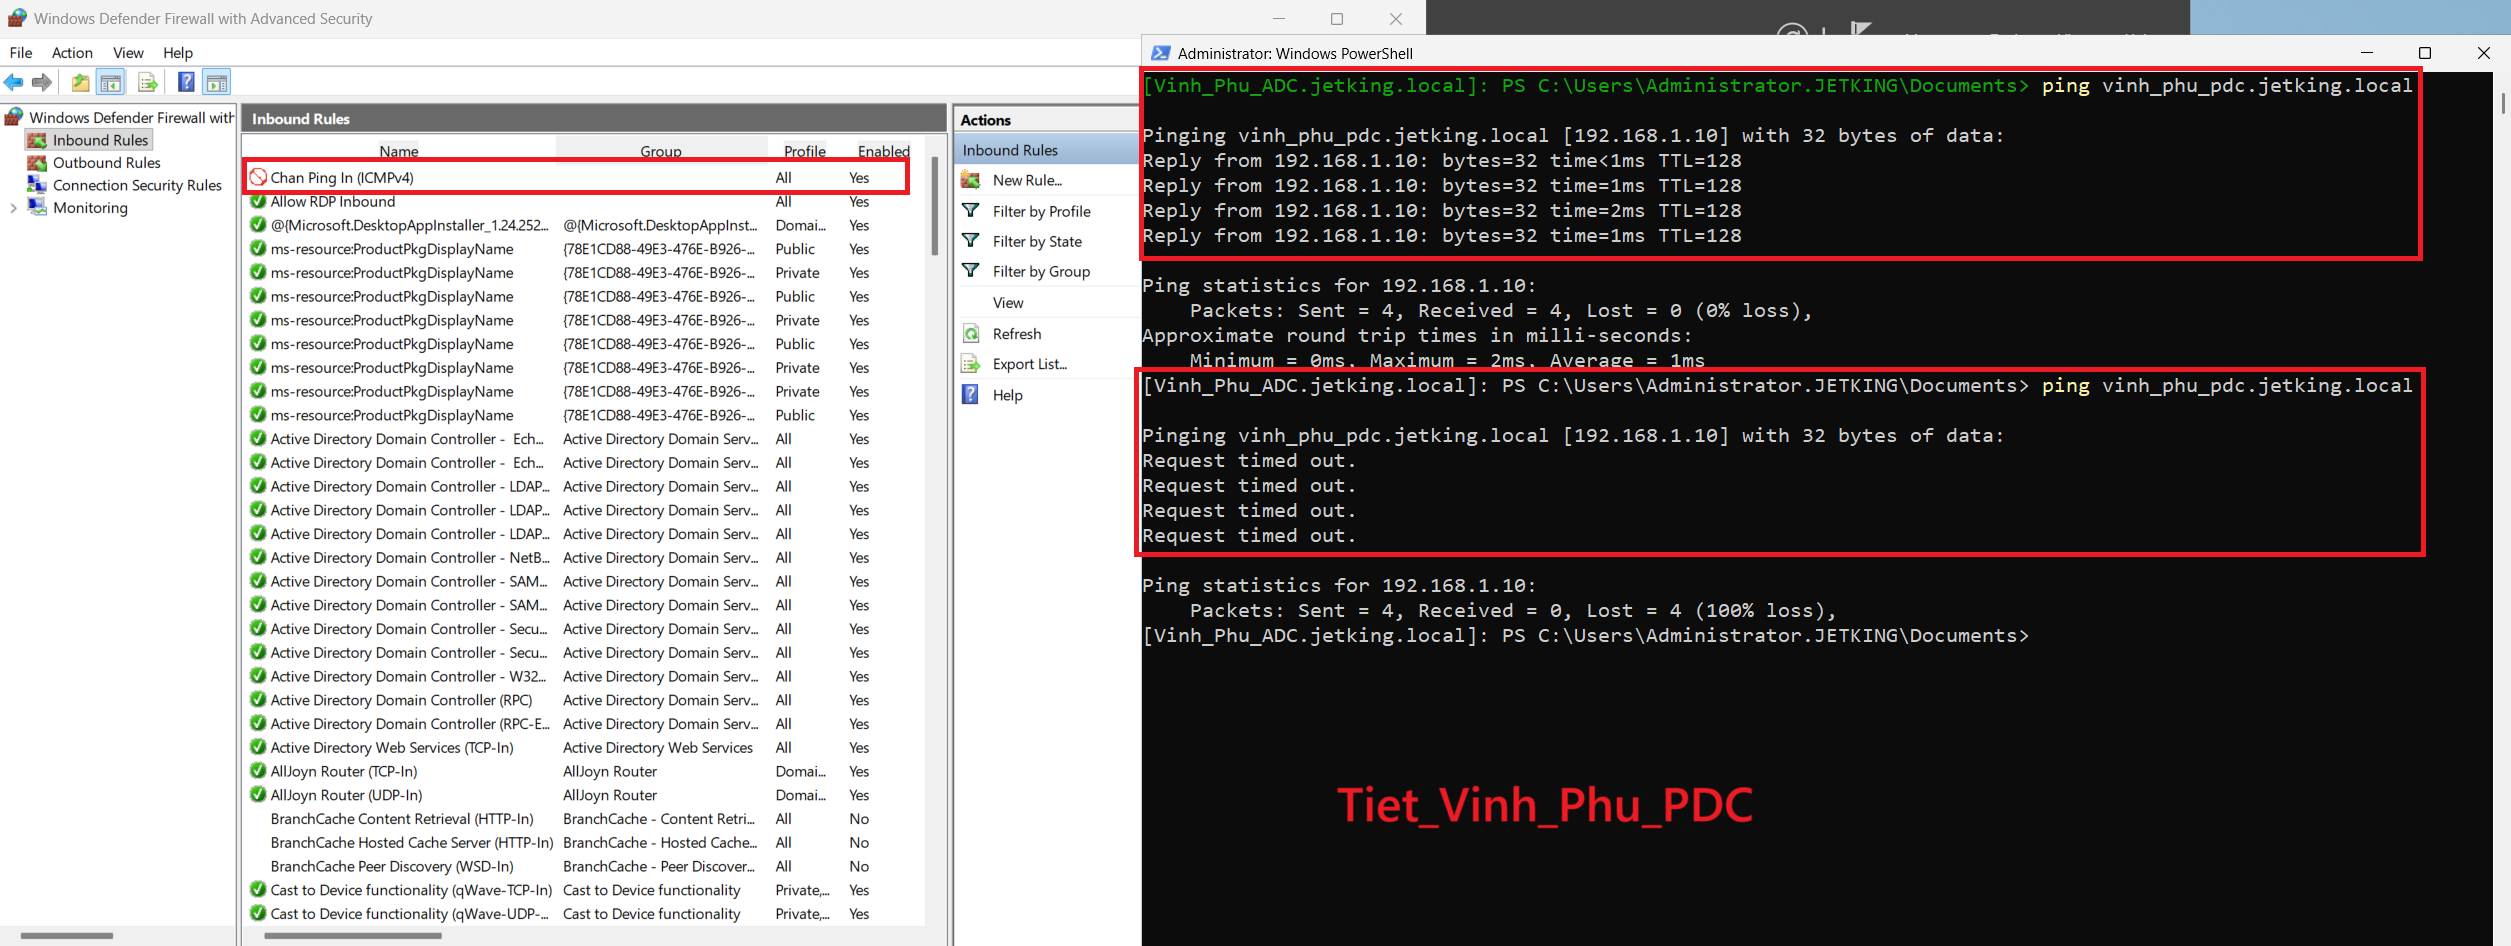 Windows Defender Firewall with Advanced Security
File Action View Help
Windows Defender Firewall with
Inbound Rules
Outbound Rules
Connection Security Rules
Monitoring
Inbound Rules
Name Group Profile Enabled
Chan Ping In (ICMPv4) All Yes
Allow RDP Inbound All Yes
@{Microsoft.DesktopAppInstaller_1.24.252... @{Microsoft.DesktopAppInst... Domai... Yes
ms-resource:ProductPkgDisplayName {78E1CD88-49E3-476E-B926-... Public Yes
ms-resource:ProductPkgDisplayName {78E1CD88-49E3-476E-B926-... Private Yes
ms-resource:ProductPkgDisplayName {78E1CD88-49E3-476E-B926-... Public Yes
ms-resource:ProductPkgDisplayName {78E1CD88-49E3-476E-B926-... Private Yes
ms-resource:ProductPkgDisplayName {78E1CD88-49E3-476E-B926-... Public Yes
ms-resource:ProductPkgDisplayName {78E1CD88-49E3-476E-B926-... Private Yes
ms-resource:ProductPkgDisplayName {78E1CD88-49E3-476E-B926-... Private Yes
ms-resource:ProductPkgDisplayName {78E1CD88-49E3-476E-B926-... Public Yes
Active Directory Domain Controller - Ech... Active Directory Domain Serv... All Yes
Active Directory Domain Controller - Ech... Active Directory Domain Serv... All Yes
Active Directory Domain Controller - LDAP... Active Directory Domain Serv... All Yes
Active Directory Domain Controller - LDAP... Active Directory Domain Serv... All Yes
Active Directory Domain Controller - LDAP... Active Directory Domain Serv... All Yes
Active Directory Domain Controller - NetB... Active Directory Domain Serv... All Yes
Active Directory Domain Controller - SAM... Active Directory Domain Serv... All Yes
Active Directory Domain Controller - SAM... Active Directory Domain Serv... All Yes
Active Directory Domain Controller - Secu... Active Directory Domain Serv... All Yes
Active Directory Domain Controller - Secu... Active Directory Domain Serv... All Yes
Active Directory Domain Controller - W32... Active Directory Domain Serv... All Yes
Active Directory Domain Controller (RPC) Active Directory Domain Serv... All Yes
Active Directory Domain Controller (RPC-E... Active Directory Domain Serv... All Yes
Active Directory Web Services (TCP-In) Active Directory Web Services All Yes
AllJoyn Router (TCP-In) AllJoyn Router Domai... Yes
AllJoyn Router (UDP-In) AllJoyn Router Domai... Yes
BranchCache Content Retrieval (HTTP-In) BranchCache - Content Retri... All No
BranchCache Hosted Cache Server (HTTP-In) BranchCache - Hosted Cache... All No
BranchCache Peer Discovery (WSD-In) BranchCache - Peer Discover... All No
Cast to Device functionality (qWave-TCP-In) Cast to Device functionality Private,... Yes
Cast to Device functionality (qWave-UDP-... Cast to Device functionality Private,... Yes
Actions
Inbound Rules
New Rule...
Filter by Profile
Filter by State
Filter by Group
View
Refresh
Export List...
Help
Administrator: Windows PowerShell
[Vinh_Phu_ADC.jetking.local]: PS C:\Users\Administrator.JETKING\Documents> ping vinh_phu_pdc.jetking.local
Pinging vinh_phu_pdc.jetking.local [192.168.1.10] with 32 bytes of data:
Reply from 192.168.1.10: bytes=32 time<1ms TTL=128
Reply from 192.168.1.10: bytes=32 time=1ms TTL=128
Reply from 192.168.1.10: bytes=32 time=2ms TTL=128
Reply from 192.168.1.10: bytes=32 time=1ms TTL=128
Ping statistics for 192.168.1.10:
Packets: Sent = 4, Received = 4, Lost = 0 (0% loss),
Approximate round trip times in milli-seconds:
Minimum = 0ms, Maximum = 2ms, Average = 1ms
[Vinh_Phu_ADC.jetking.local]: PS C:\Users\Administrator.JETKING\Documents> ping vinh_phu_pdc.jetking.local
Pinging vinh_phu_pdc.jetking.local [192.168.1.10] with 32 bytes of data:
Request timed out.
Request timed out.
Request timed out.
Request timed out.
Ping statistics for 192.168.1.10:
Packets: Sent = 4, Received = 0, Lost = 4 (100% loss),
[Vinh_Phu_ADC.jetking.local]: PS C:\Users\Administrator.JETKING\Documents>
Tiet_Vinh_Phu_PDC